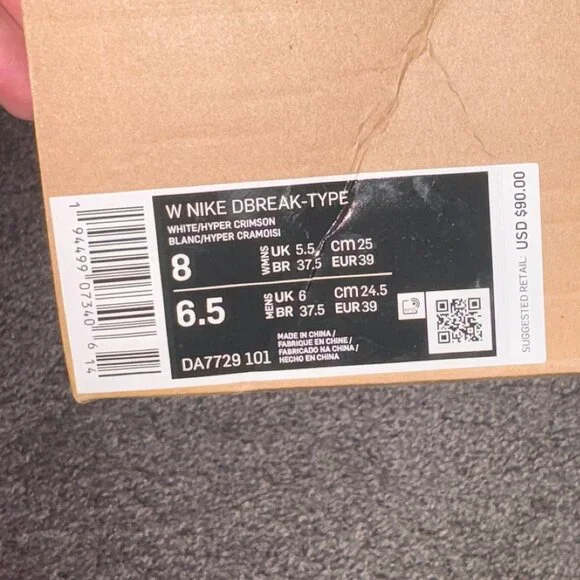 W NIKE DBREAK-TYPE
WHITE/HYPER CRIMSON
BLANC/HYPER CRAMOISI
8 WMNS UK 5.5 CM 25
BR 37.5 EUR 39
6.5 MENS UK 6 CM 24.5
BR 37.5 EUR 39
MADE IN CHINA /
FABRIQUE EN CHINE /
FABRICADO NA CHINA /
HECHO EN CHINA
DA7729 101
1 94499 07340 6 14
SUGGESTED RETAIL: USD $90.00